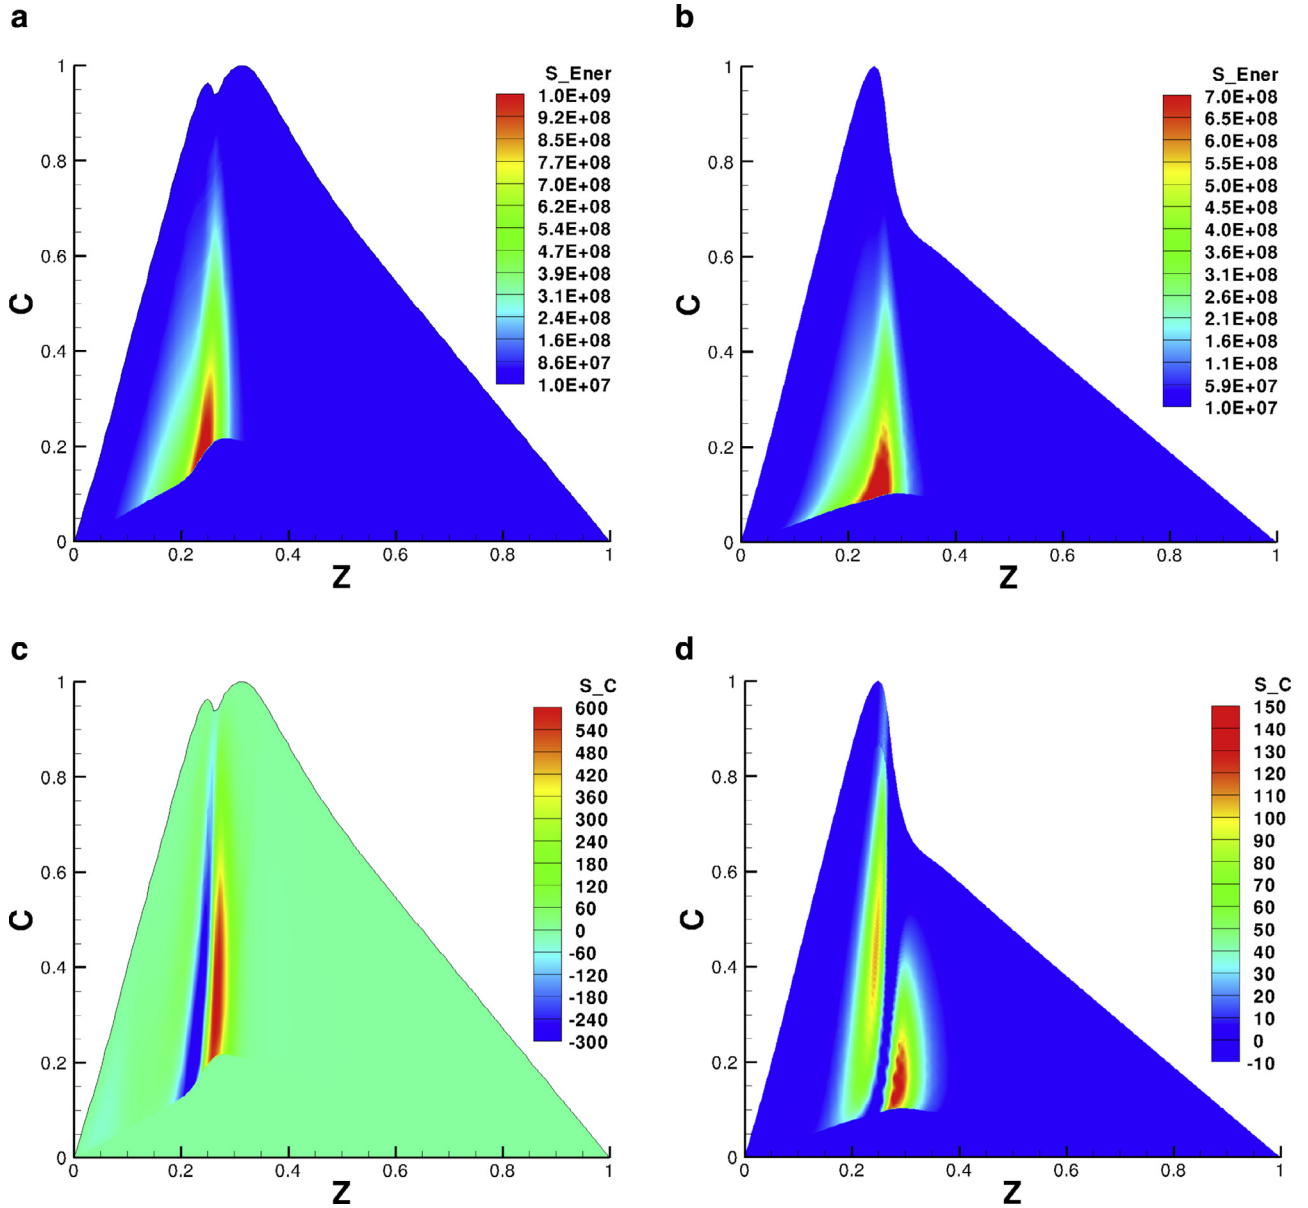 a
S_Ener
1.0E+09
9.2E+08
8.5E+08
7.7E+08
7.0E+08
6.2E+08
5.4E+08
4.7E+08
3.9E+08
3.1E+08
2.4E+08
1.6E+08
8.6E+07
1.0E+07
1
0.8
0.6
0.4
0.2
0
C
0 0.2 0.4 0.6 0.8 1
Z
b
S_Ener
7.0E+08
6.5E+08
6.0E+08
5.5E+08
5.0E+08
4.5E+08
4.0E+08
3.6E+08
3.1E+08
2.6E+08
2.1E+08
1.6E+08
1.1E+08
5.9E+07
1.0E+07
1
0.8
0.6
0.4
0.2
0
C
0 0.2 0.4 0.6 0.8 1
Z
c
S_C
600
540
480
420
360
300
240
180
120
60
0
-60
-120
-180
-240
-300
1
0.8
0.6
0.4
0.2
0
C
0 0.2 0.4 0.6 0.8 1
Z
d
S_C
150
140
130
120
110
100
90
80
70
60
50
40
30
20
10
0
-10
1
0.8
0.6
0.4
0.2
0
C
0 0.2 0.4 0.6 0.8 1
Z